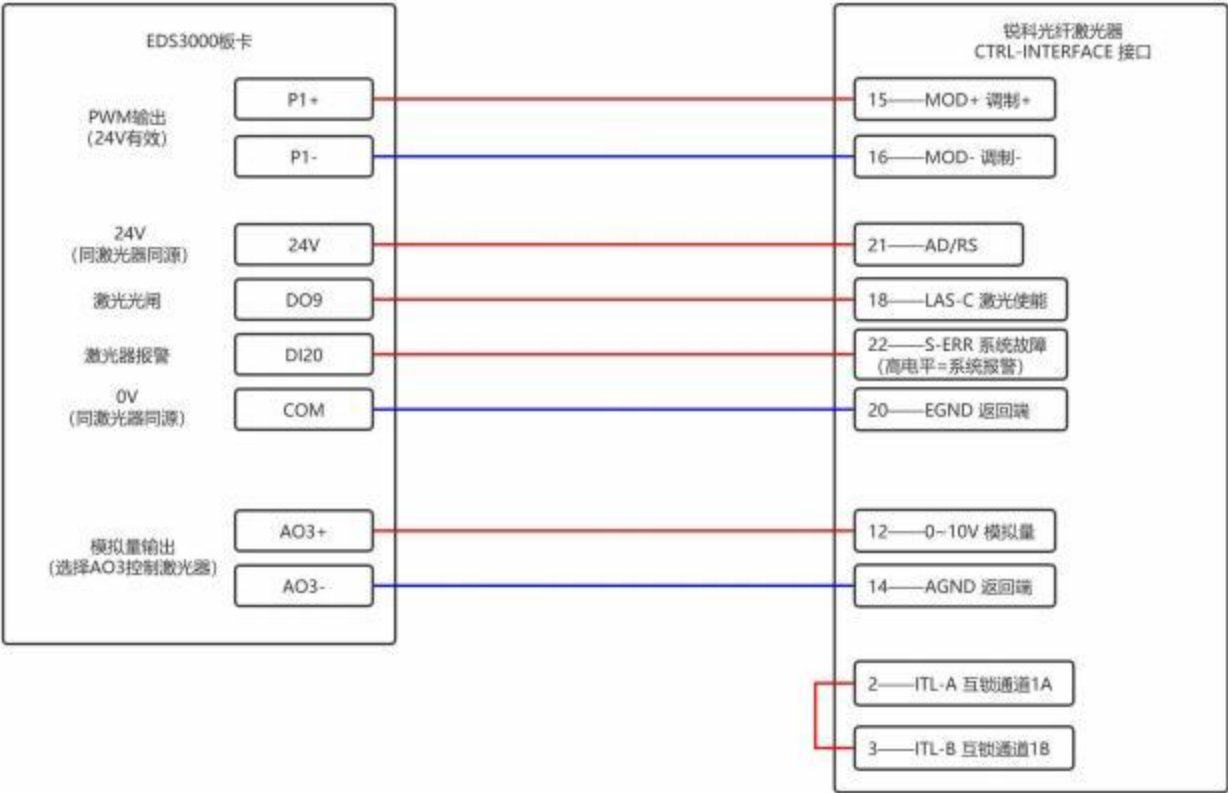 EDS3000板卡
PWM输出
（24V有效）
P1+
P1-
24V
（同激光器同源）
24V
激光光闸
DO9
激光器报警
DI20
0V
（同激光器同源）
COM
模拟量输出
(选择AO3控制激光器)
AO3+
AO3-
锐科光纤激光器
CTRL-INTERFACE 接口
15——MOD+ 调制+
16——MOD- 调制-
21——AD/RS
18——LAS-C 激光使能
22——S-ERR 系统故障
（高电平=系统报警）
20——EGND 返回端
12——0~10V 模拟量
14——AGND 返回端
2——ITL-A 互锁通道1A
3——ITL-B 互锁通道1B